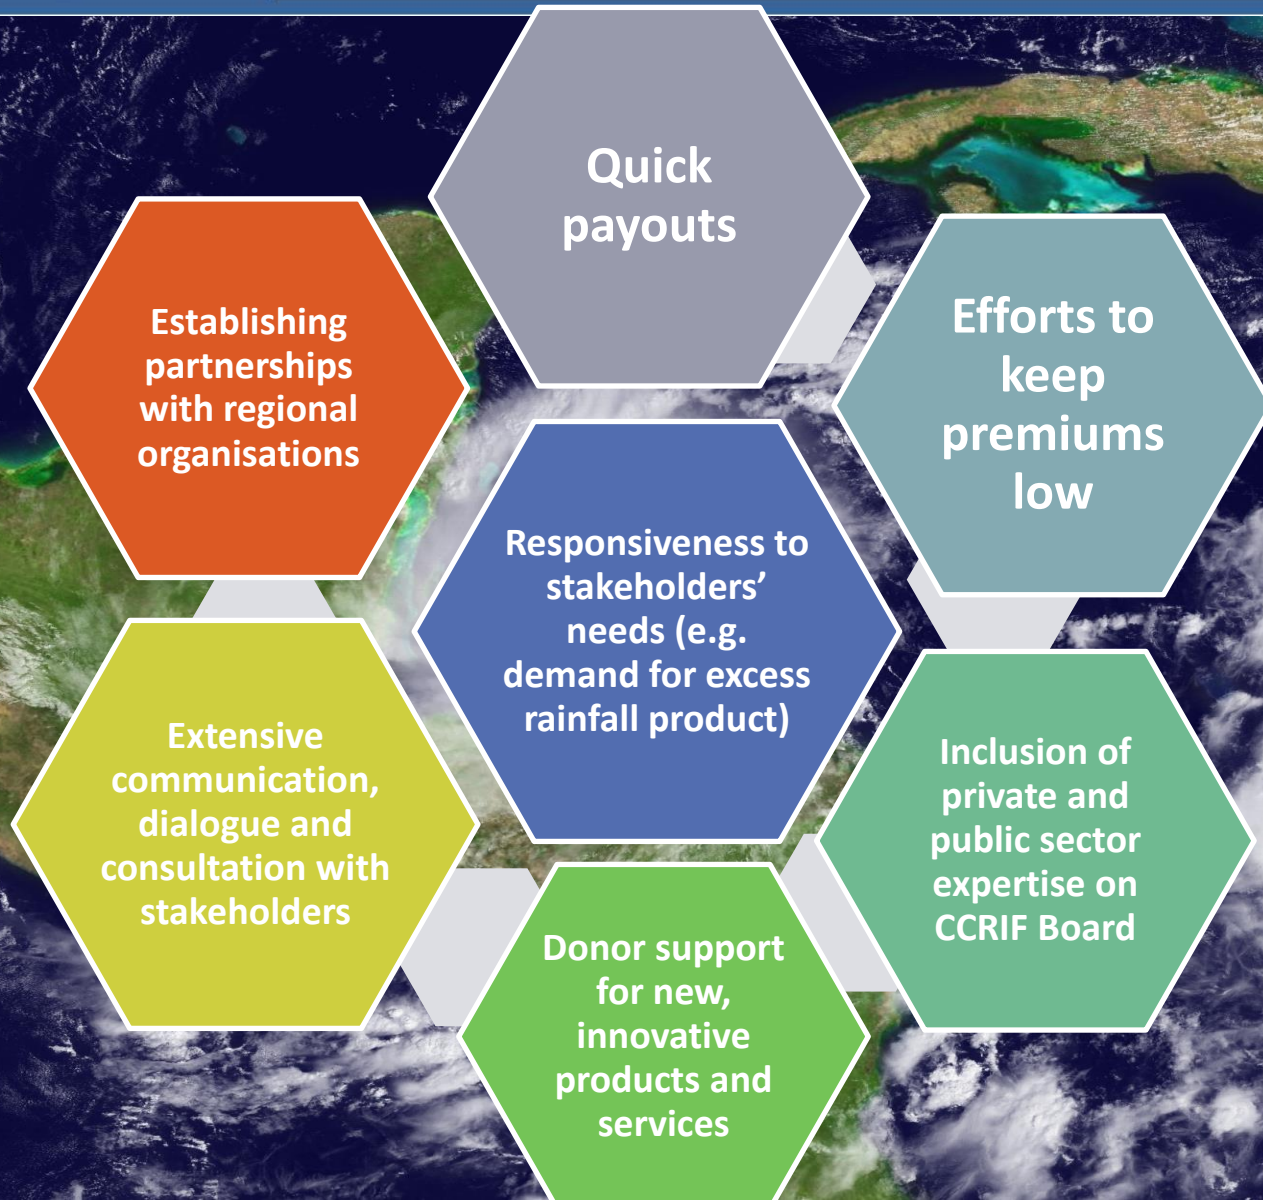 Quick
payouts
Establishing
partnerships
with regional
organisations
Efforts to
keep
premiums
low
Responsiveness to
stakeholders’
needs (e.g.
demand for excess
rainfall product)
Extensive
communication,
dialogue and
consultation with
stakeholders
Inclusion of
private and
public sector
expertise on
CCRIF Board
Donor support
for new,
innovative
products and
services